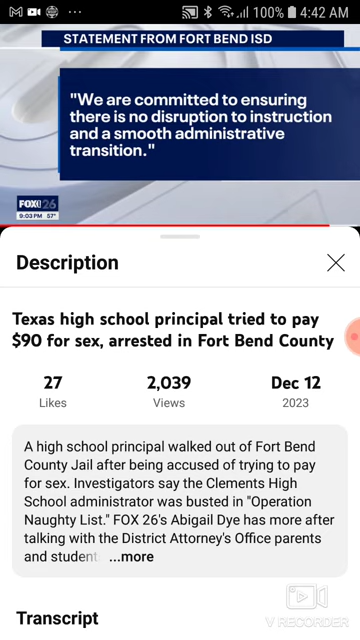 100% 4:42 AM
STATEMENT FROM FORT BEND ISD
"We are committed to ensuring
there is no disruption to instruction
and a smooth administrative
transition."
FOX 26
9:03 PM 57°
Description
Texas high school principal tried to pay
$90 for sex, arrested in Fort Bend County
27 2,039 Dec 12
Likes Views 2023
A high school principal walked out of Fort Bend
County Jail after being accused of trying to pay
for sex. Investigators say the Clements High
School administrator was busted in "Operation
Naughty List." FOX 26's Abigail Dye has more after
talking with the District Attorney's Office parents
and student ...more
Transcript
V RECORDER